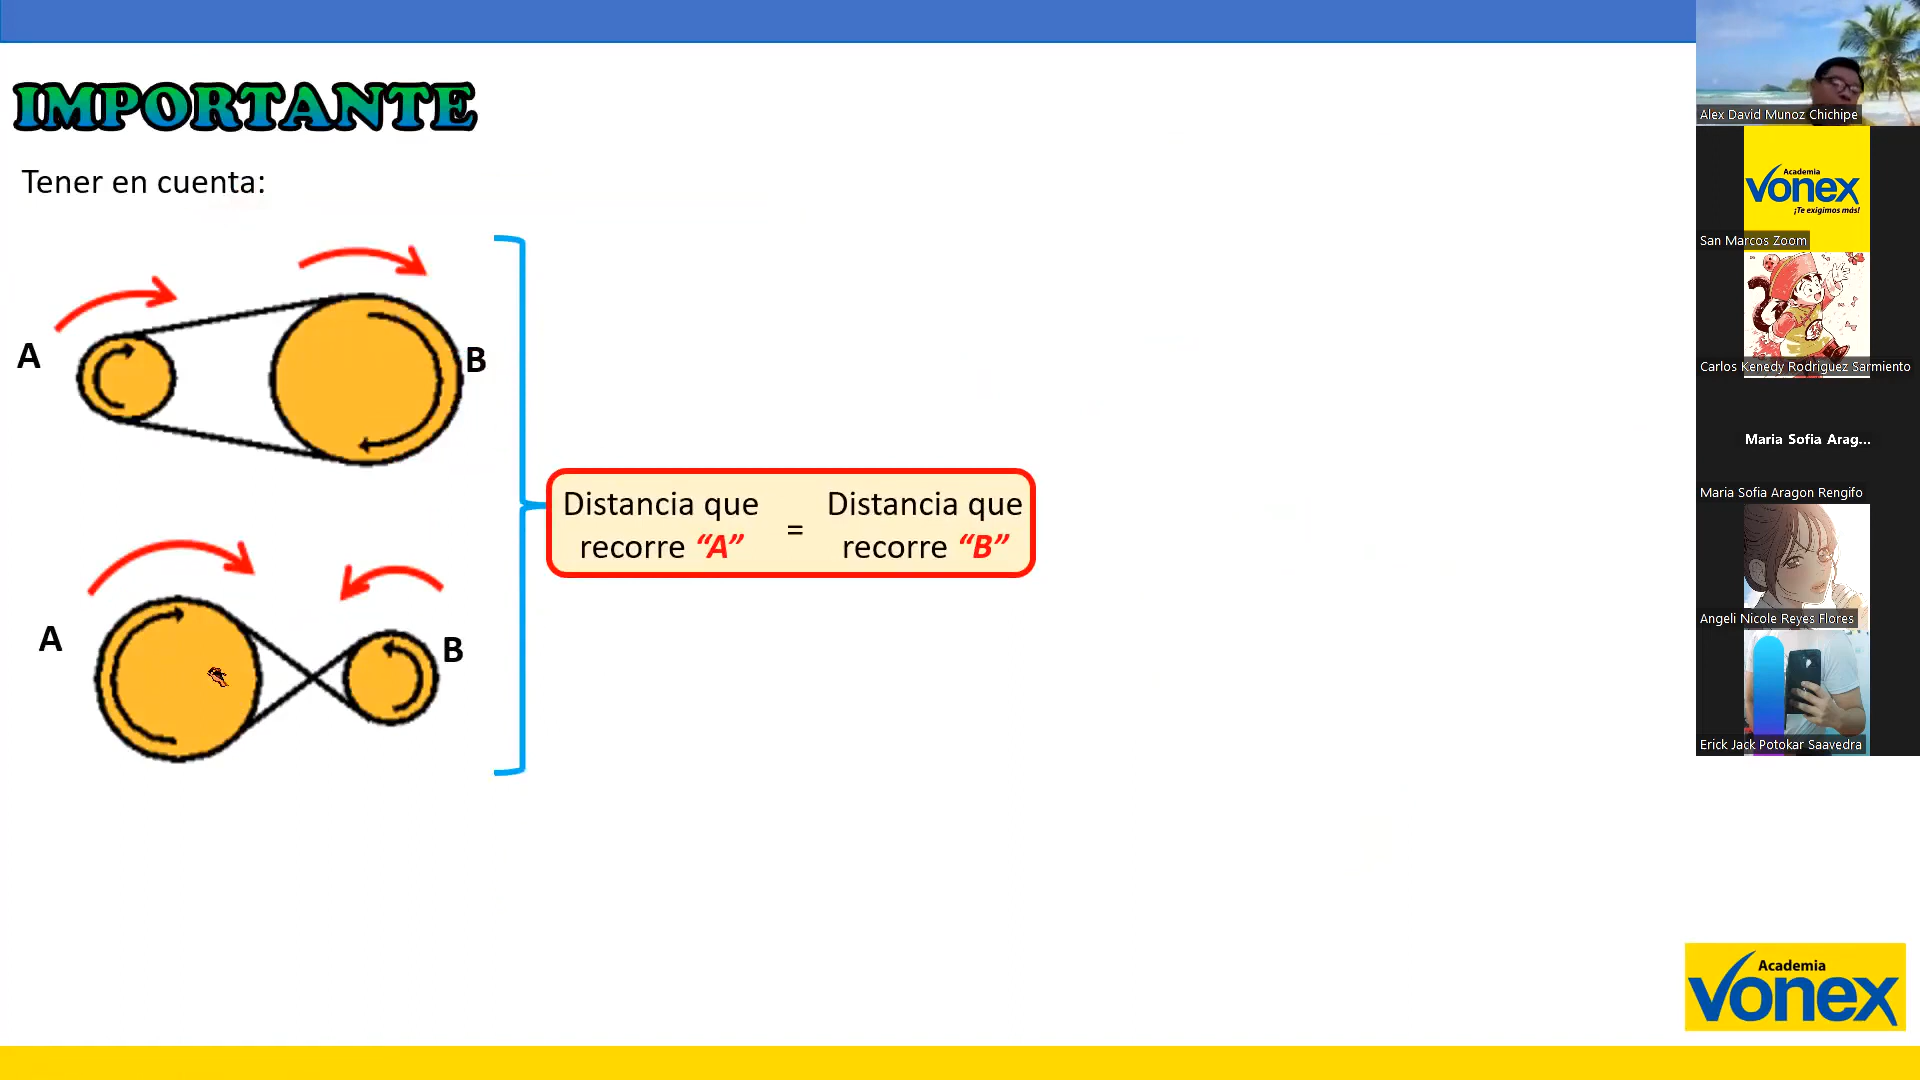 IMPORTANTE
Tener en cuenta:
A
B
A
B
Distancia que
recorre “A”
=
Distancia que
recorre “B”
Alex David Munoz Chichipe
Academia
vonex
¡Te exigimos más!
San Marcos Zoom
Carlos Kenedy Rodriguez Sarmiento
Maria Sofia Arag...
Maria Sofia Aragon Rengifo
Angeli Nicole Reyes Flores
Erick Jack Potokar Saavedra
Academia
vonex